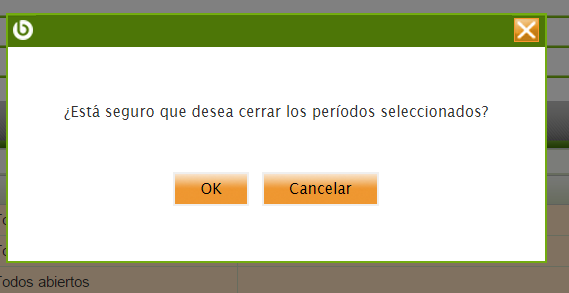 ¿Está seguro que desea cerrar los períodos seleccionados?
OK
Cancelar
Todos abiertos